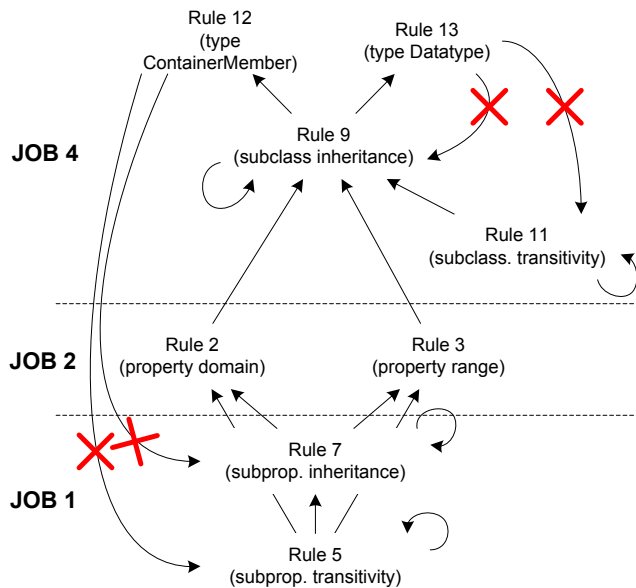 Rule 12
(type
ContainerMember)
Rule 13
(type Datatype)
JOB 4
Rule 9
(subclass inheritance)
Rule 11
(subclass. transitivity)
JOB 2
Rule 2
(property domain)
Rule 3
(property range)
Rule 7
(subprop. inheritance)
JOB 1
Rule 5
(subprop. transitivity)